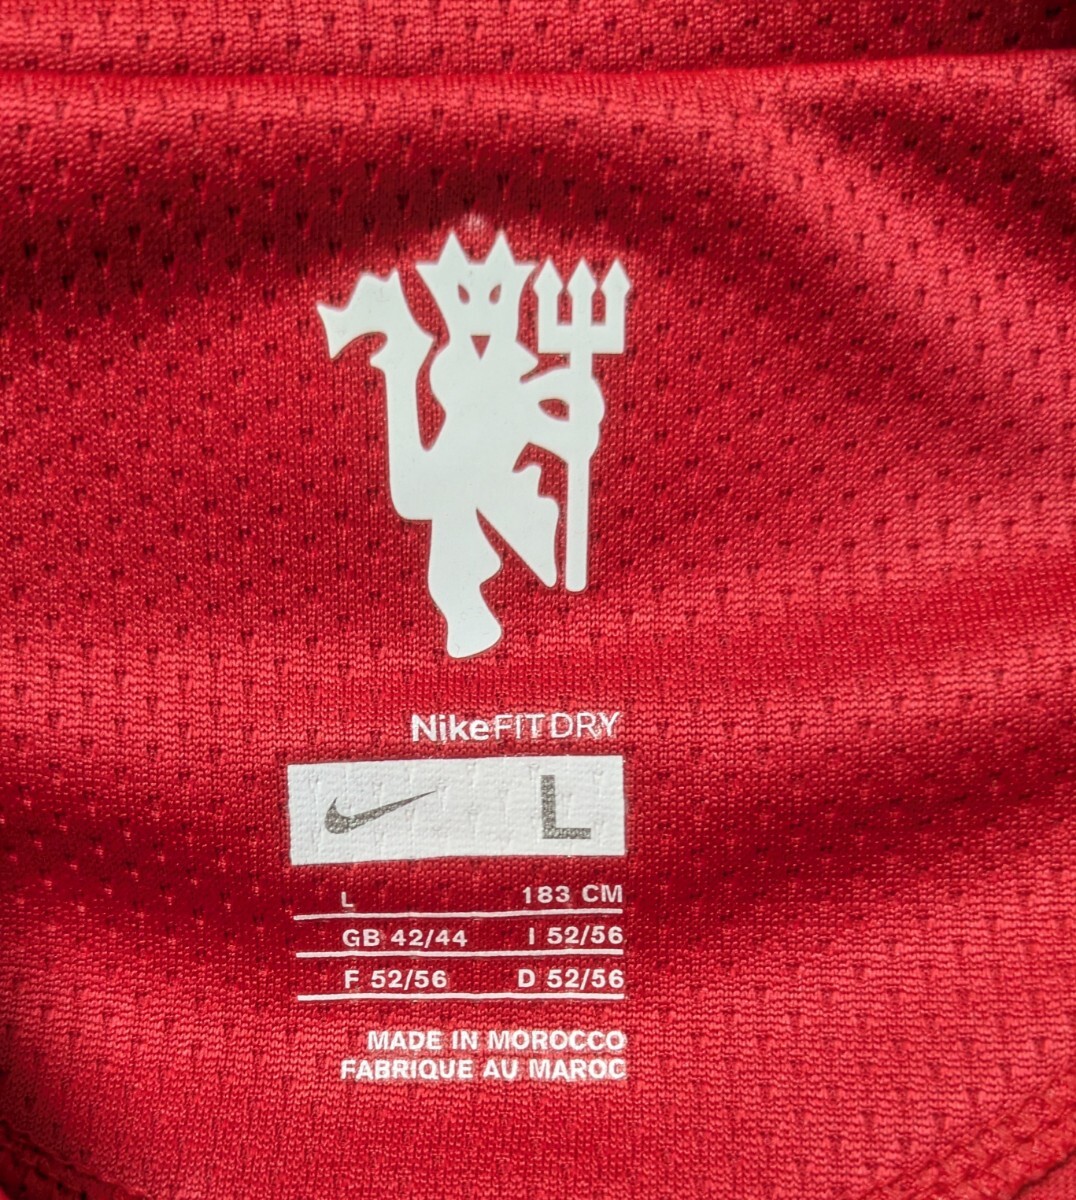 NikeFITDRY
L
L 183 CM
GB 42/44 I 52/56
F 52/56 D 52/56
MADE IN MOROCCO
FABRIQUE AU MAROC